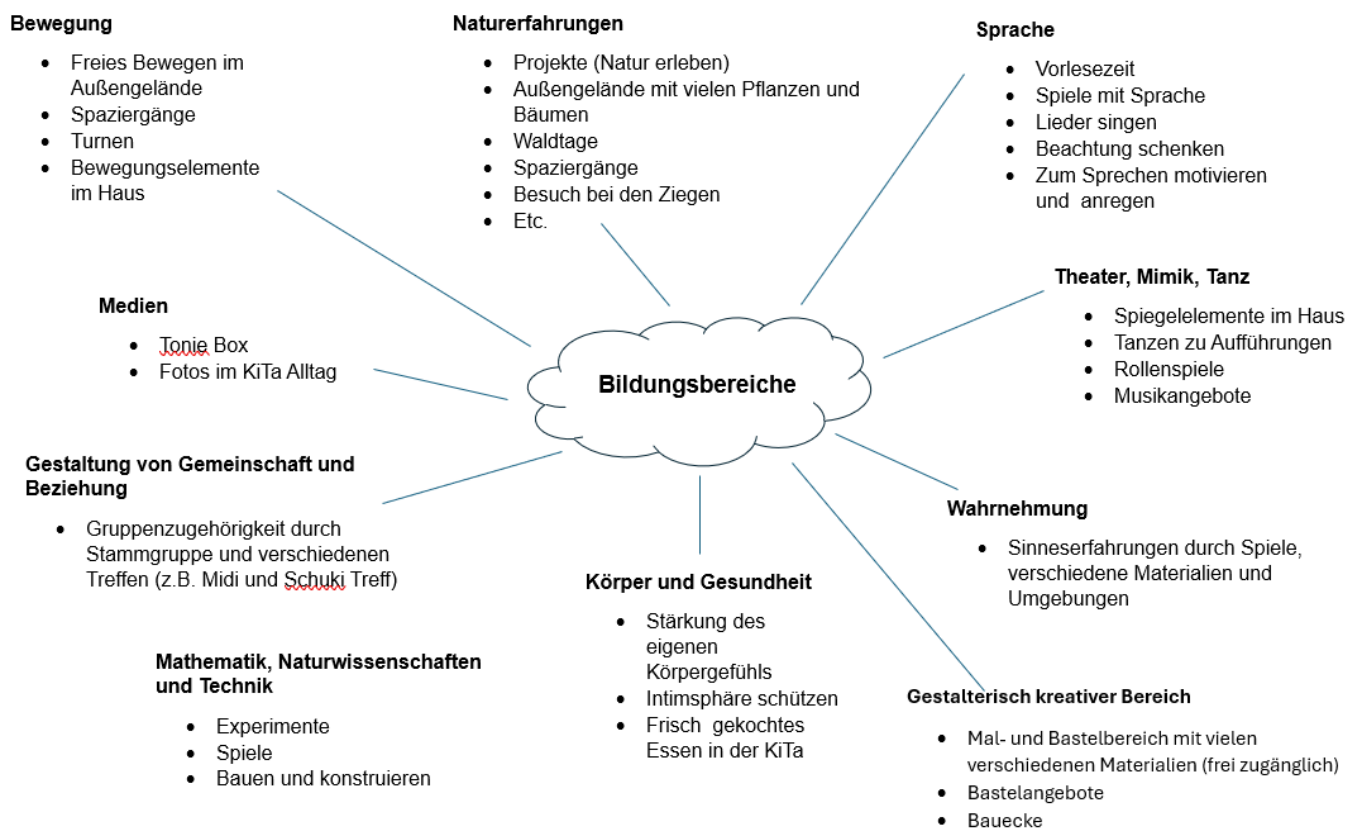 Bewegung
• Freies Bewegen im
Außengelände
• Spaziergänge
• Turnen
• Bewegungselemente
im Haus
Naturerfahrungen
• Projekte (Natur erleben)
• Außengelände mit vielen Pflanzen und
Bäumen
• Waldtage
• Spaziergänge
• Besuch bei den Ziegen
• Etc.
Sprache
• Vorlesezeit
• Spiele mit Sprache
• Lieder singen
• Beachtung schenken
• Zum Sprechen motivieren
und anregen
Medien
• Tonie Box
• Fotos im KiTa Alltag
Bildungsbereiche
Theater, Mimik, Tanz
• Spiegelelemente im Haus
• Tanzen zu Aufführungen
• Rollenspiele
• Musikangebote
Gestaltung von Gemeinschaft und
Beziehung
• Gruppenzugehörigkeit durch
Stammgruppe und verschiedenen
Treffen (z.B. Midi und Schuki Treff)
Wahrnehmung
• Sinneserfahrungen durch Spiele,
verschiedene Materialien und
Umgebungen
Körper und Gesundheit
• Stärkung des
eigenen
Körpergefühls
• Intimsphäre schützen
• Frisch gekochtes
Essen in der KiTa
Mathematik, Naturwissenschaften
und Technik
• Experimente
• Spiele
• Bauen und konstruieren
Gestalterisch kreativer Bereich
• Mal- und Bastelbereich mit vielen
verschiedenen Materialien (frei zugänglich)
• Bastelangebote
• Bauecke